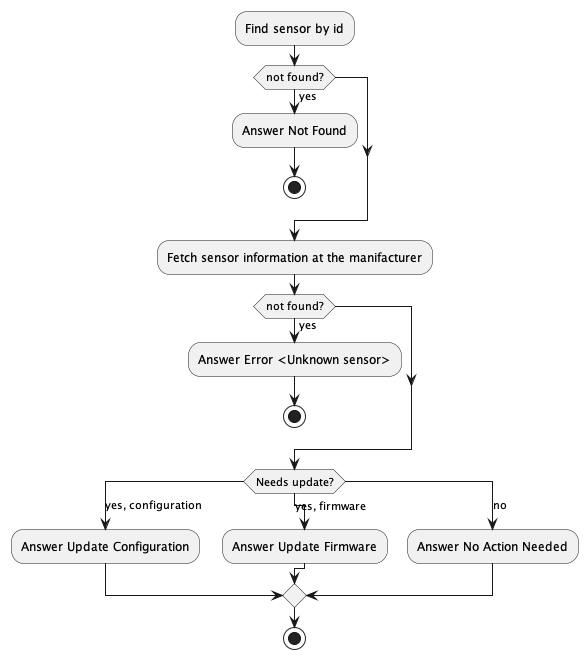 Find sensor by id
not found?
yes
Answer Not Found
Fetch sensor information at the manifacturer
not found?
yes
Answer Error <Unknown sensor>
Needs update?
yes, configuration
yes, firmware
no
Answer Update Configuration
Answer Update Firmware
Answer No Action Needed